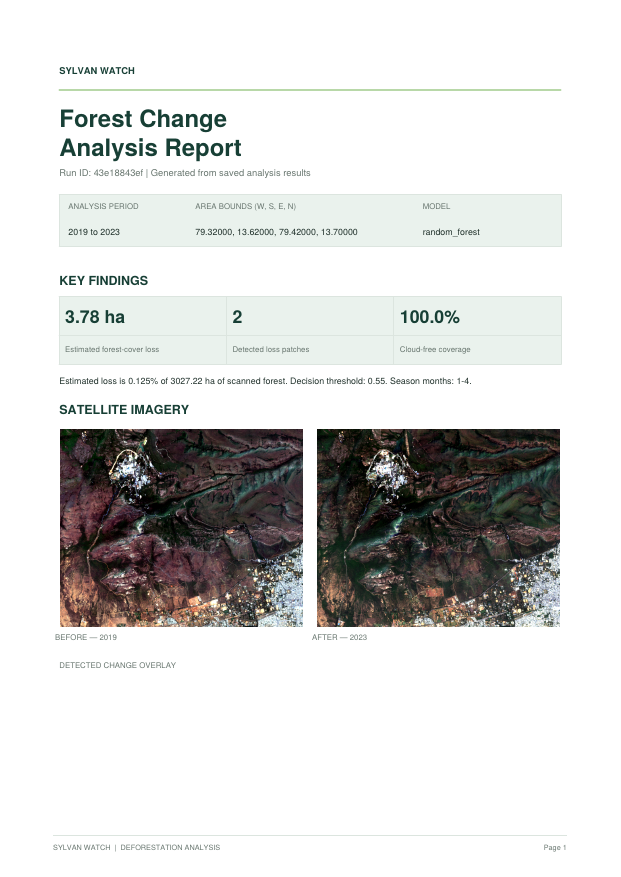 SYLVAN WATCH
Forest Change
Analysis Report
Run ID: 43e18843ef | Generated from saved analysis results
ANALYSIS PERIOD AREA BOUNDS (W, S, E, N) MODEL
2019 to 2023 79.32000, 13.62000, 79.42000, 13.70000 random_forest
KEY FINDINGS
3.78 ha 2 100.0%
Estimated forest-cover loss Detected loss patches Cloud-free coverage
Estimated loss is 0.125% of 3027.22 ha of scanned forest. Decision threshold: 0.55. Season months: 1-4.
SATELLITE IMAGERY
BEFORE — 2019 AFTER — 2023
DETECTED CHANGE OVERLAY
SYLVAN WATCH | DEFORESTATION ANALYSIS Page 1